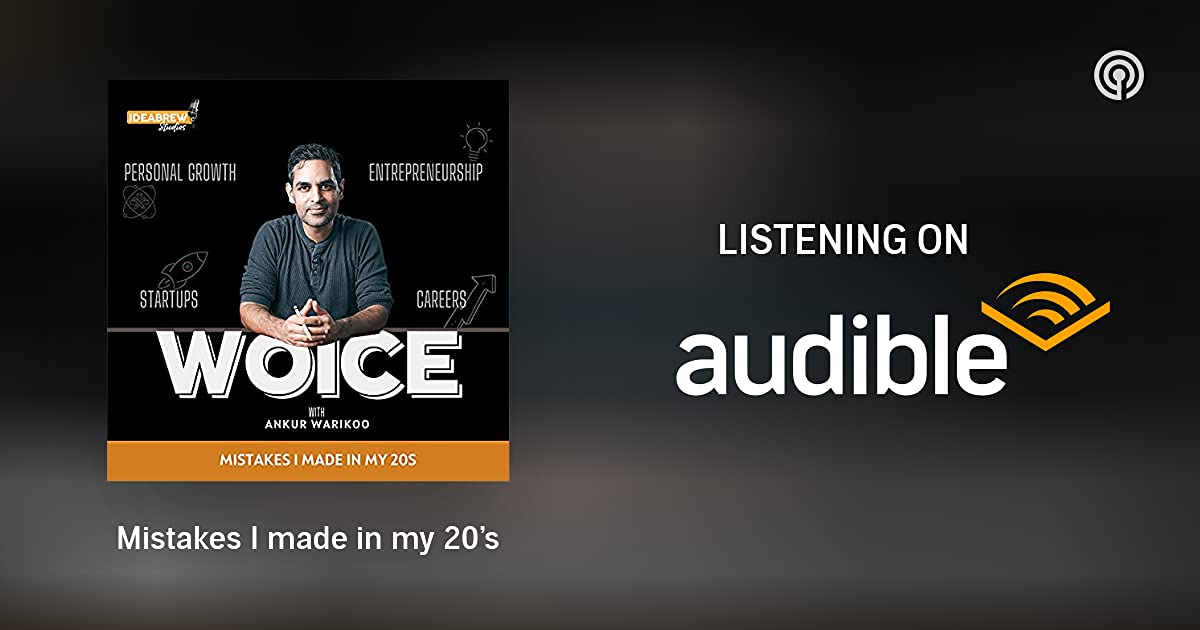 IDEABREW
Studios
PERSONAL GROWTH
ENTREPRENEURSHIP
STARTUPS
CAREERS
WOICE
WITH
ANKUR WARIKOO
MISTAKES I MADE IN MY 20S
Mistakes I made in my 20’s
LISTENING ON
audible